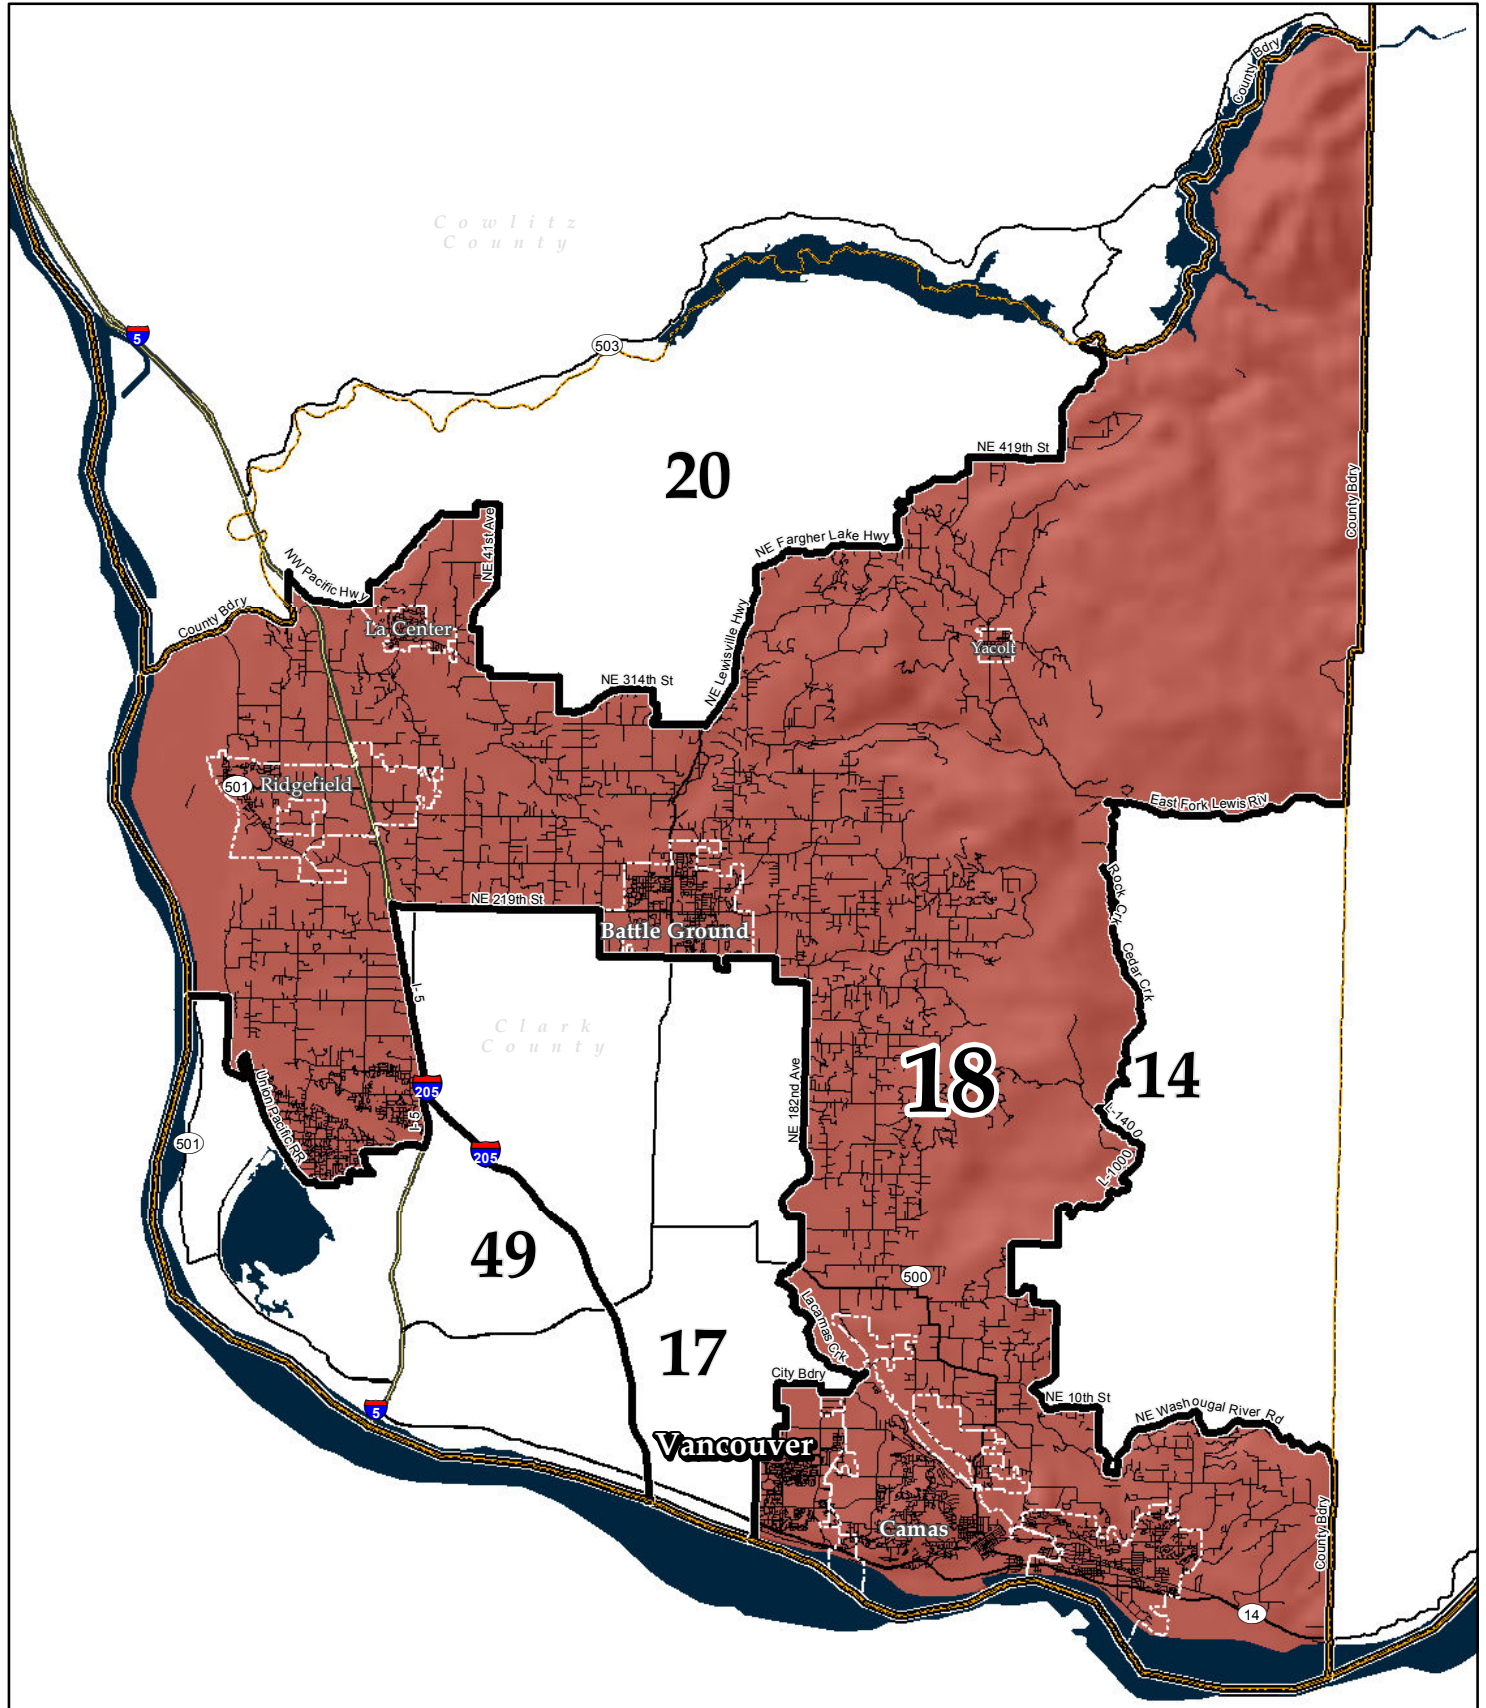 County Bdry
Cowlitz
County
5
503
20
NE 419th St
County Bdry
NE 41st Ave
NE Fargher Lake Hwy
NW Pacific Hwy
County Bdry
La Center
NE Lewisville Hwy
Yacolt
NE 314th St
501
Ridgefield
East Fork Lewis Riv
Rock Crk
NE 219th St
Battle Ground
Cedar Crk
I-5
Clark
County
18
14
205
NE 182nd Ave
Union Pacific RR
I-5
L-1400
501
205
L-1000
49
500
Lacamas Crk
17
City Bdry
NE 10th St
NE Washougal River Rd
5
Vancouver
Camas
County Bdry
14